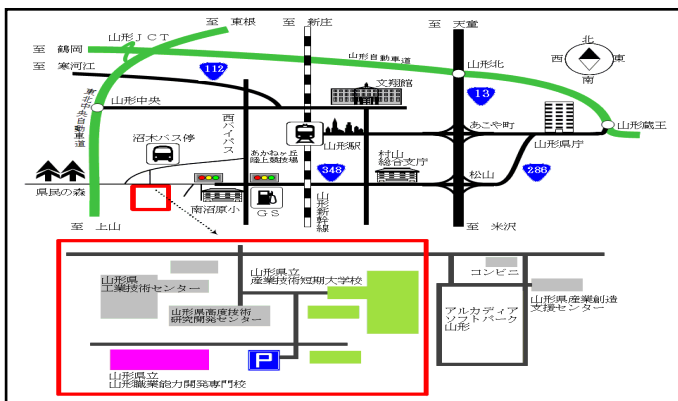 至 東根
至 新庄
至 天童
山形JCT
至 鶴岡
至 寒河江
山形自動車道
山形北
北
西 東
南
112
文翔館
13
東北中央自動車道
山形中央
西バイパス
沼木バス停
あかねヶ丘
陸上競技場
山形駅
あこや町
山形県庁
山形蔵王
村山
総合支庁
県民の森
南沼原小
GS
348
松山
286
山形新幹線
至 上山
至 米沢
山形県
工業技術センター
山形県立
産業技術短期大学校
山形県高度技術
研究開発センター
コンビニ
アルカディア
ソフトパーク
山形
山形県産業創造
支援センター
P
山形県立
山形職業能力開発専門校